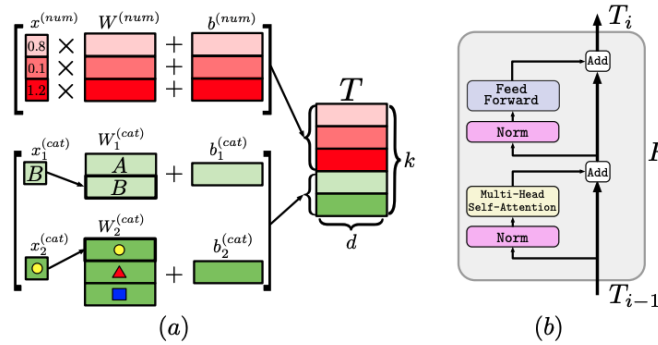 x^(num) W^(num) b^(num)
0.8 × +
0.1 × +
1.2 × +
T
k
d
x_1^(cat) W_1^(cat) b_1^(cat)
B A +
B
x_2^(cat) W_2^(cat) b_2^(cat)
+
(a)
T_i
Add
Feed
Forward
Norm
Add
Multi-Head
Self-Attention
Norm
T_{i-1}
(b)